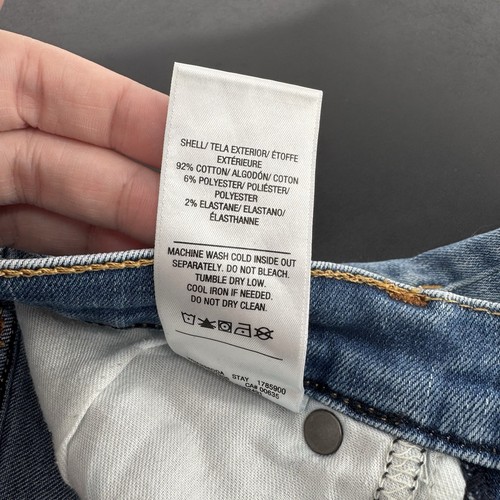 SHELL/ TELA EXTERIOR/ ÉTOFFE
EXTÉRIEURE
92% COTTON/ ALGODÓN/ COTON
6% POLYESTER/ POLIÉSTER/
POLYESTER
2% ELASTANE/ ELASTANO/
ÉLASTHANNE
MACHINE WASH COLD INSIDE OUT
SEPARATELY. DO NOT BLEACH.
TUMBLE DRY LOW.
COOL IRON IF NEEDED.
DO NOT DRY CLEAN.
STAY 1785900
CA# 00635